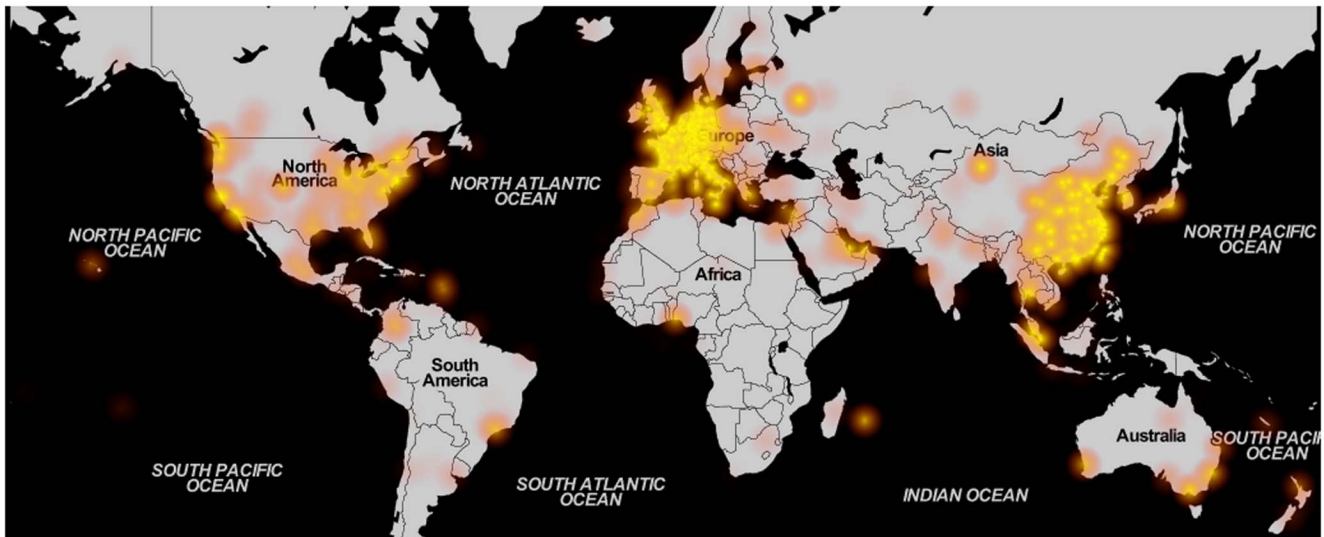 Europe
Asia
North
America
NORTH ATLANTIC
OCEAN
NORTH PACIFIC
OCEAN
NORTH PACIFIC
OCEAN
Africa
South
America
Australia
SOUTH PACIF
OCEAN
SOUTH PACIFIC
OCEAN
SOUTH ATLANTIC
OCEAN
INDIAN OCEAN